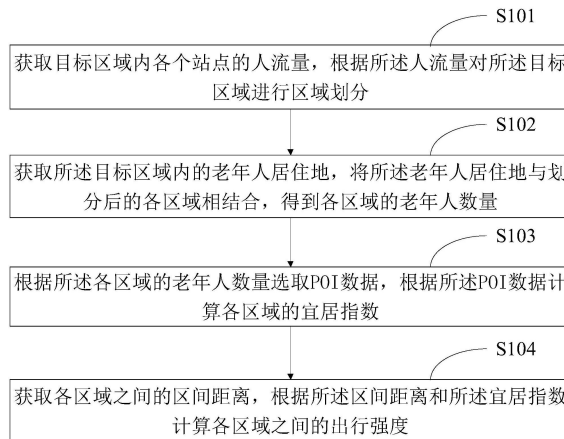 S101
获取目标区域内各个站点的人流量，根据所述人流量对所述目标
区域进行区域划分
S102
获取所述目标区域内的老年人居住地，将所述老年人居住地与划
分后的各区域相结合，得到各区域的老年人数量
S103
根据所述各区域的老年人数量选取POI数据，根据所述POI数据计
算各区域的宜居指数
S104
获取各区域之间的区间距离，根据所述区间距离和所述宜居指数
计算各区域之间的出行强度